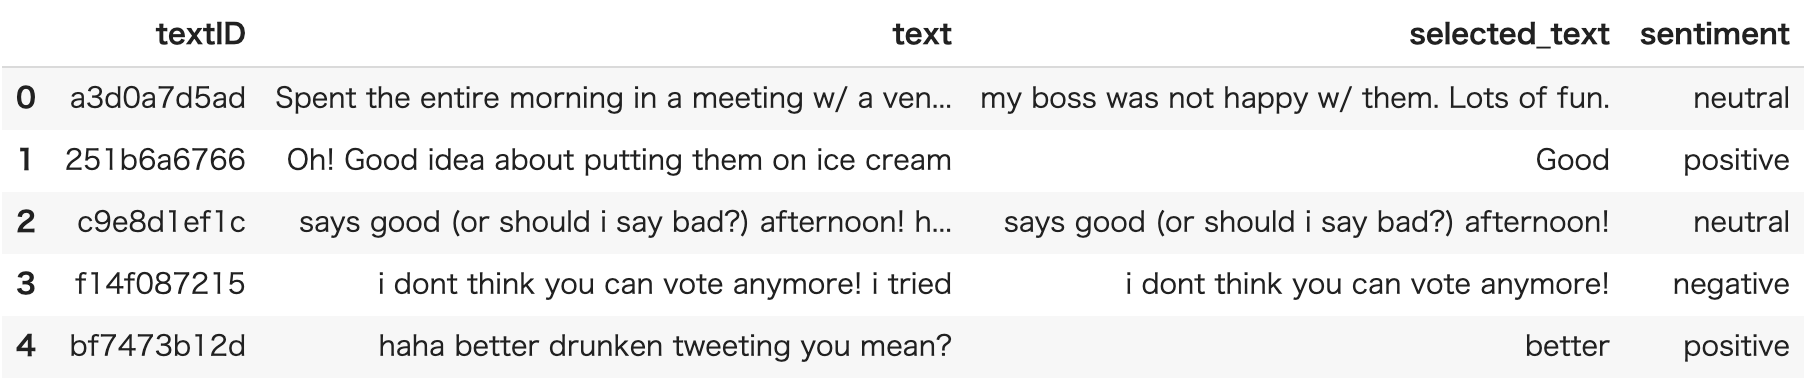 textID text selected_text sentiment
0 a3d0a7d5ad Spent the entire morning in a meeting w/ a ven... my boss was not happy w/ them. Lots of fun. neutral
1 251b6a6766 Oh! Good idea about putting them on ice cream Good positive
2 c9e8d1ef1c says good (or should i say bad?) afternoon! h... says good (or should i say bad?) afternoon! neutral
3 f14f087215 i dont think you can vote anymore! i tried i dont think you can vote anymore! negative
4 bf7473b12d haha better drunken tweeting you mean? better positive